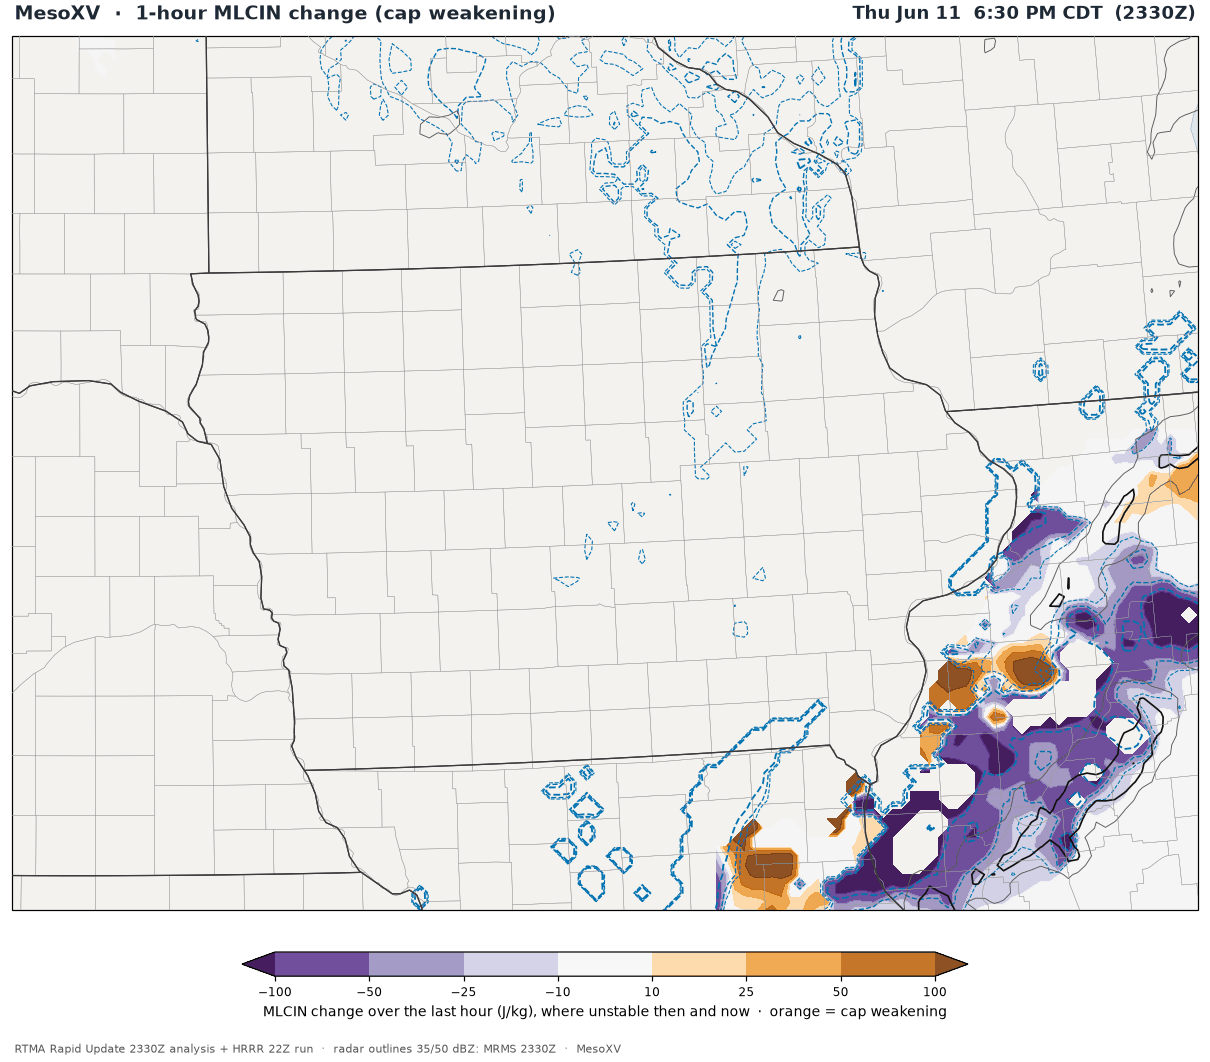 MesoXV · 1-hour MLCIN change (cap weakening)
Thu Jun 11 6:30 PM CDT (2330Z)
−100 −50 −25 −10 10 25 50 100
MLCIN change over the last hour (J/kg), where unstable then and now · orange = cap weakening
RTMA Rapid Update 2330Z analysis + HRRR 22Z run · radar outlines 35/50 dBZ: MRMS 2330Z · MesoXV